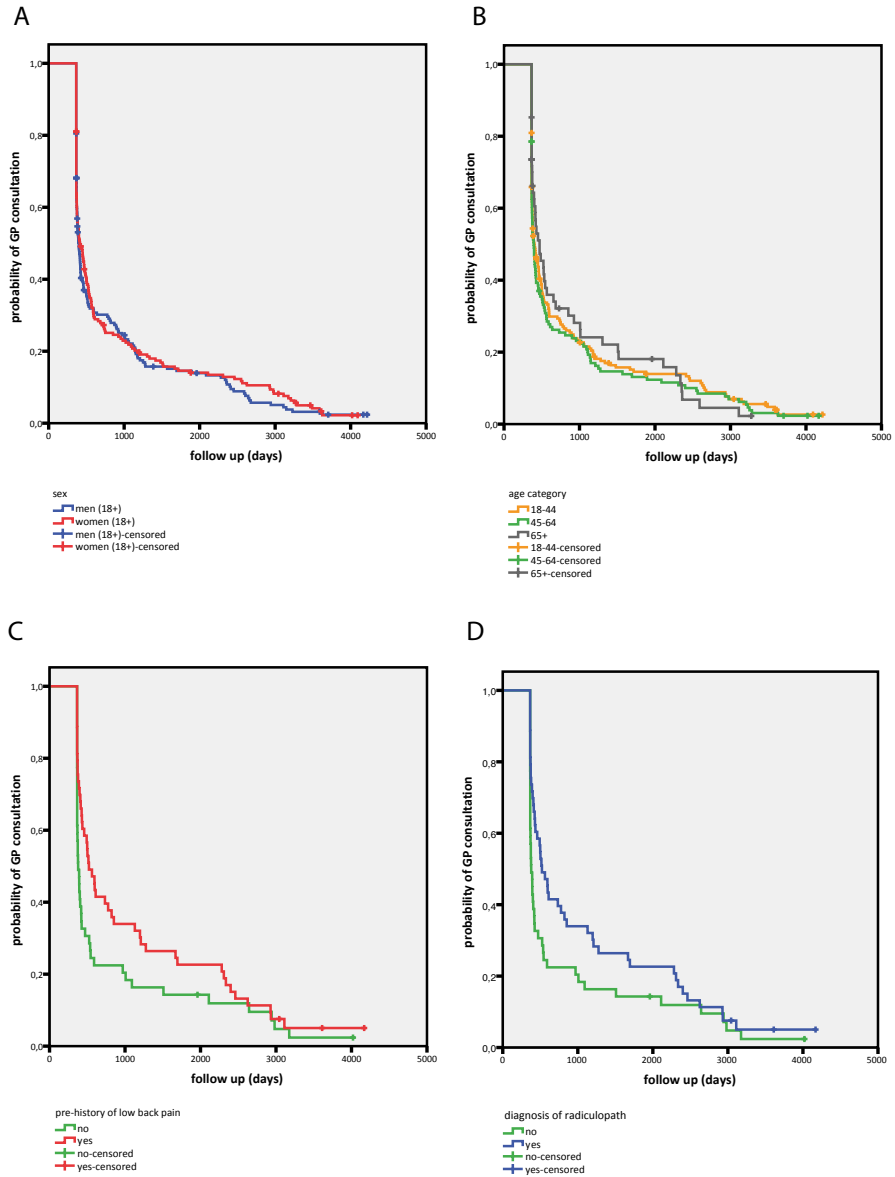 A
probability of GP consultation
1,0
0,8
0,6
0,4
0,2
0,0
0
1000
2000
3000
4000
5000
follow up (days)
sex
men (18+)
women (18+)
men (18+)-censored
women (18+)-censored
B
probability of GP consultation
1,0
0,8
0,6
0,4
0,2
0,0
0
1000
2000
3000
4000
5000
follow up (days)
age category
18-44
45-64
65+
18-44-censored
45-64-censored
65+-censored
C
probability of GP consultation
1,0
0,8
0,6
0,4
0,2
0,0
0
1000
2000
3000
4000
5000
follow up (days)
pre-history of low back pain
no
yes
no-censored
yes-censored
D
probability of GP consultation
1,0
0,8
0,6
0,4
0,2
0,0
0
1000
2000
3000
4000
5000
follow up (days)
diagnosis of radiculopath
no
yes
no-censored
yes-censored